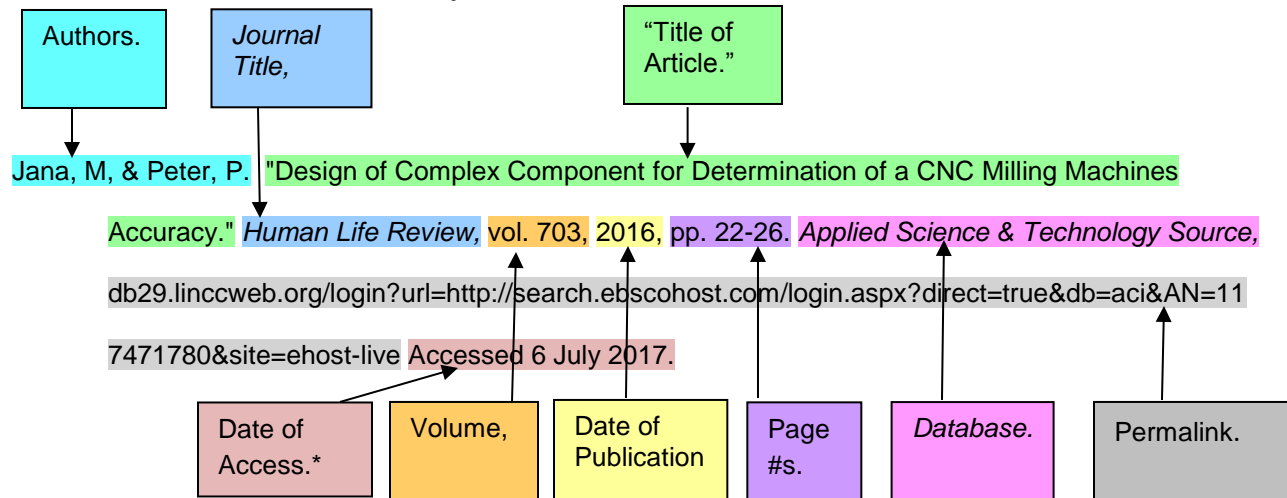 Authors.
Journal
Title,
“Title of
Article.”
Jana, M, & Peter, P. "Design of Complex Component for Determination of a CNC Milling Machines
Accuracy." Human Life Review, vol. 703, 2016, pp. 22-26. Applied Science & Technology Source,
db29.linccweb.org/login?url=http://search.ebscohost.com/login.aspx?direct=true&db=aci&AN=11
7471780&site=ehost-live Accessed 6 July 2017.
Date of
Access.*
Volume,
Date of
Publication
Page
#s.
Database.
Permalink.